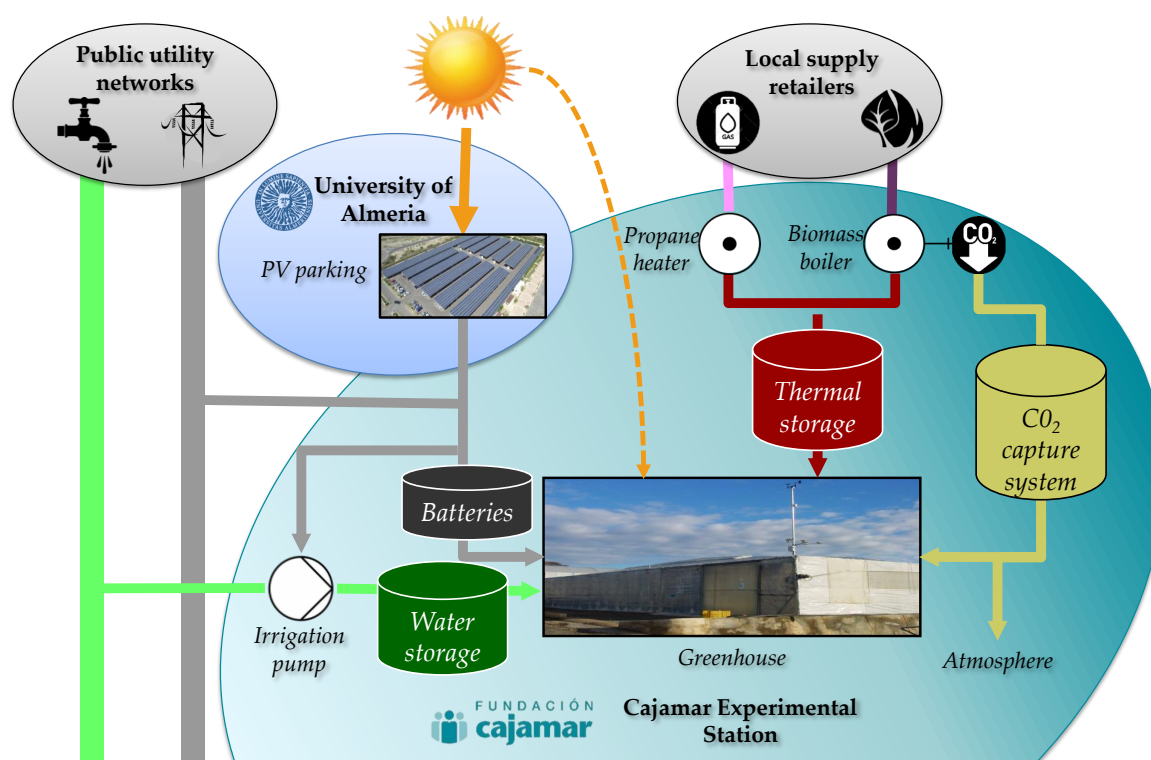 Public utility
networks
Local supply
retailers
GAS
CO₂
University of
Almeria
PV parking
Propane
heater
Biomass
boiler
Thermal
storage
C0₂
capture
system
Batteries
Water
storage
Irrigation
pump
Greenhouse
Atmosphere
FUNDACIÓN
cajamar
Cajamar Experimental
Station